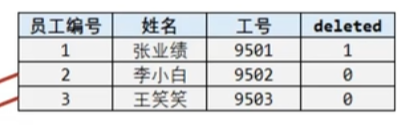 员工编号 姓名 工号 deleted
1 张业绩 9501 1
2 李小白 9502 0
3 王笑笑 9503 0